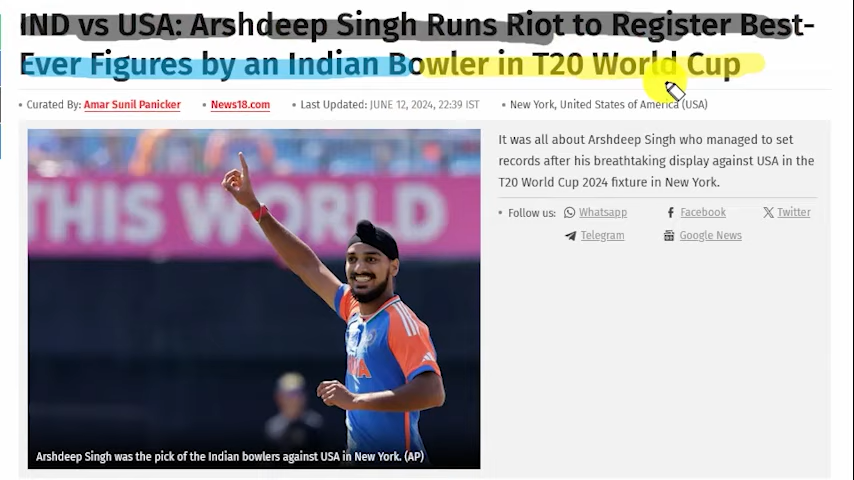 IND vs USA: Arshdeep Singh Runs Riot to Register Best-
Ever Figures by an Indian Bowler in T20 World Cup
• Curated By: Amar Sunil Panicker • News18.com • Last Updated: JUNE 12, 2024, 22:39 IST • New York, United States of America (USA)
It was all about Arshdeep Singh who managed to set
records after his breathtaking display against USA in the
T20 World Cup 2024 fixture in New York.
• Follow us: Whatsapp Facebook Twitter
Telegram Google News
THIS WORLD
Arshdeep Singh was the pick of the Indian bowlers against USA in New York. (AP)